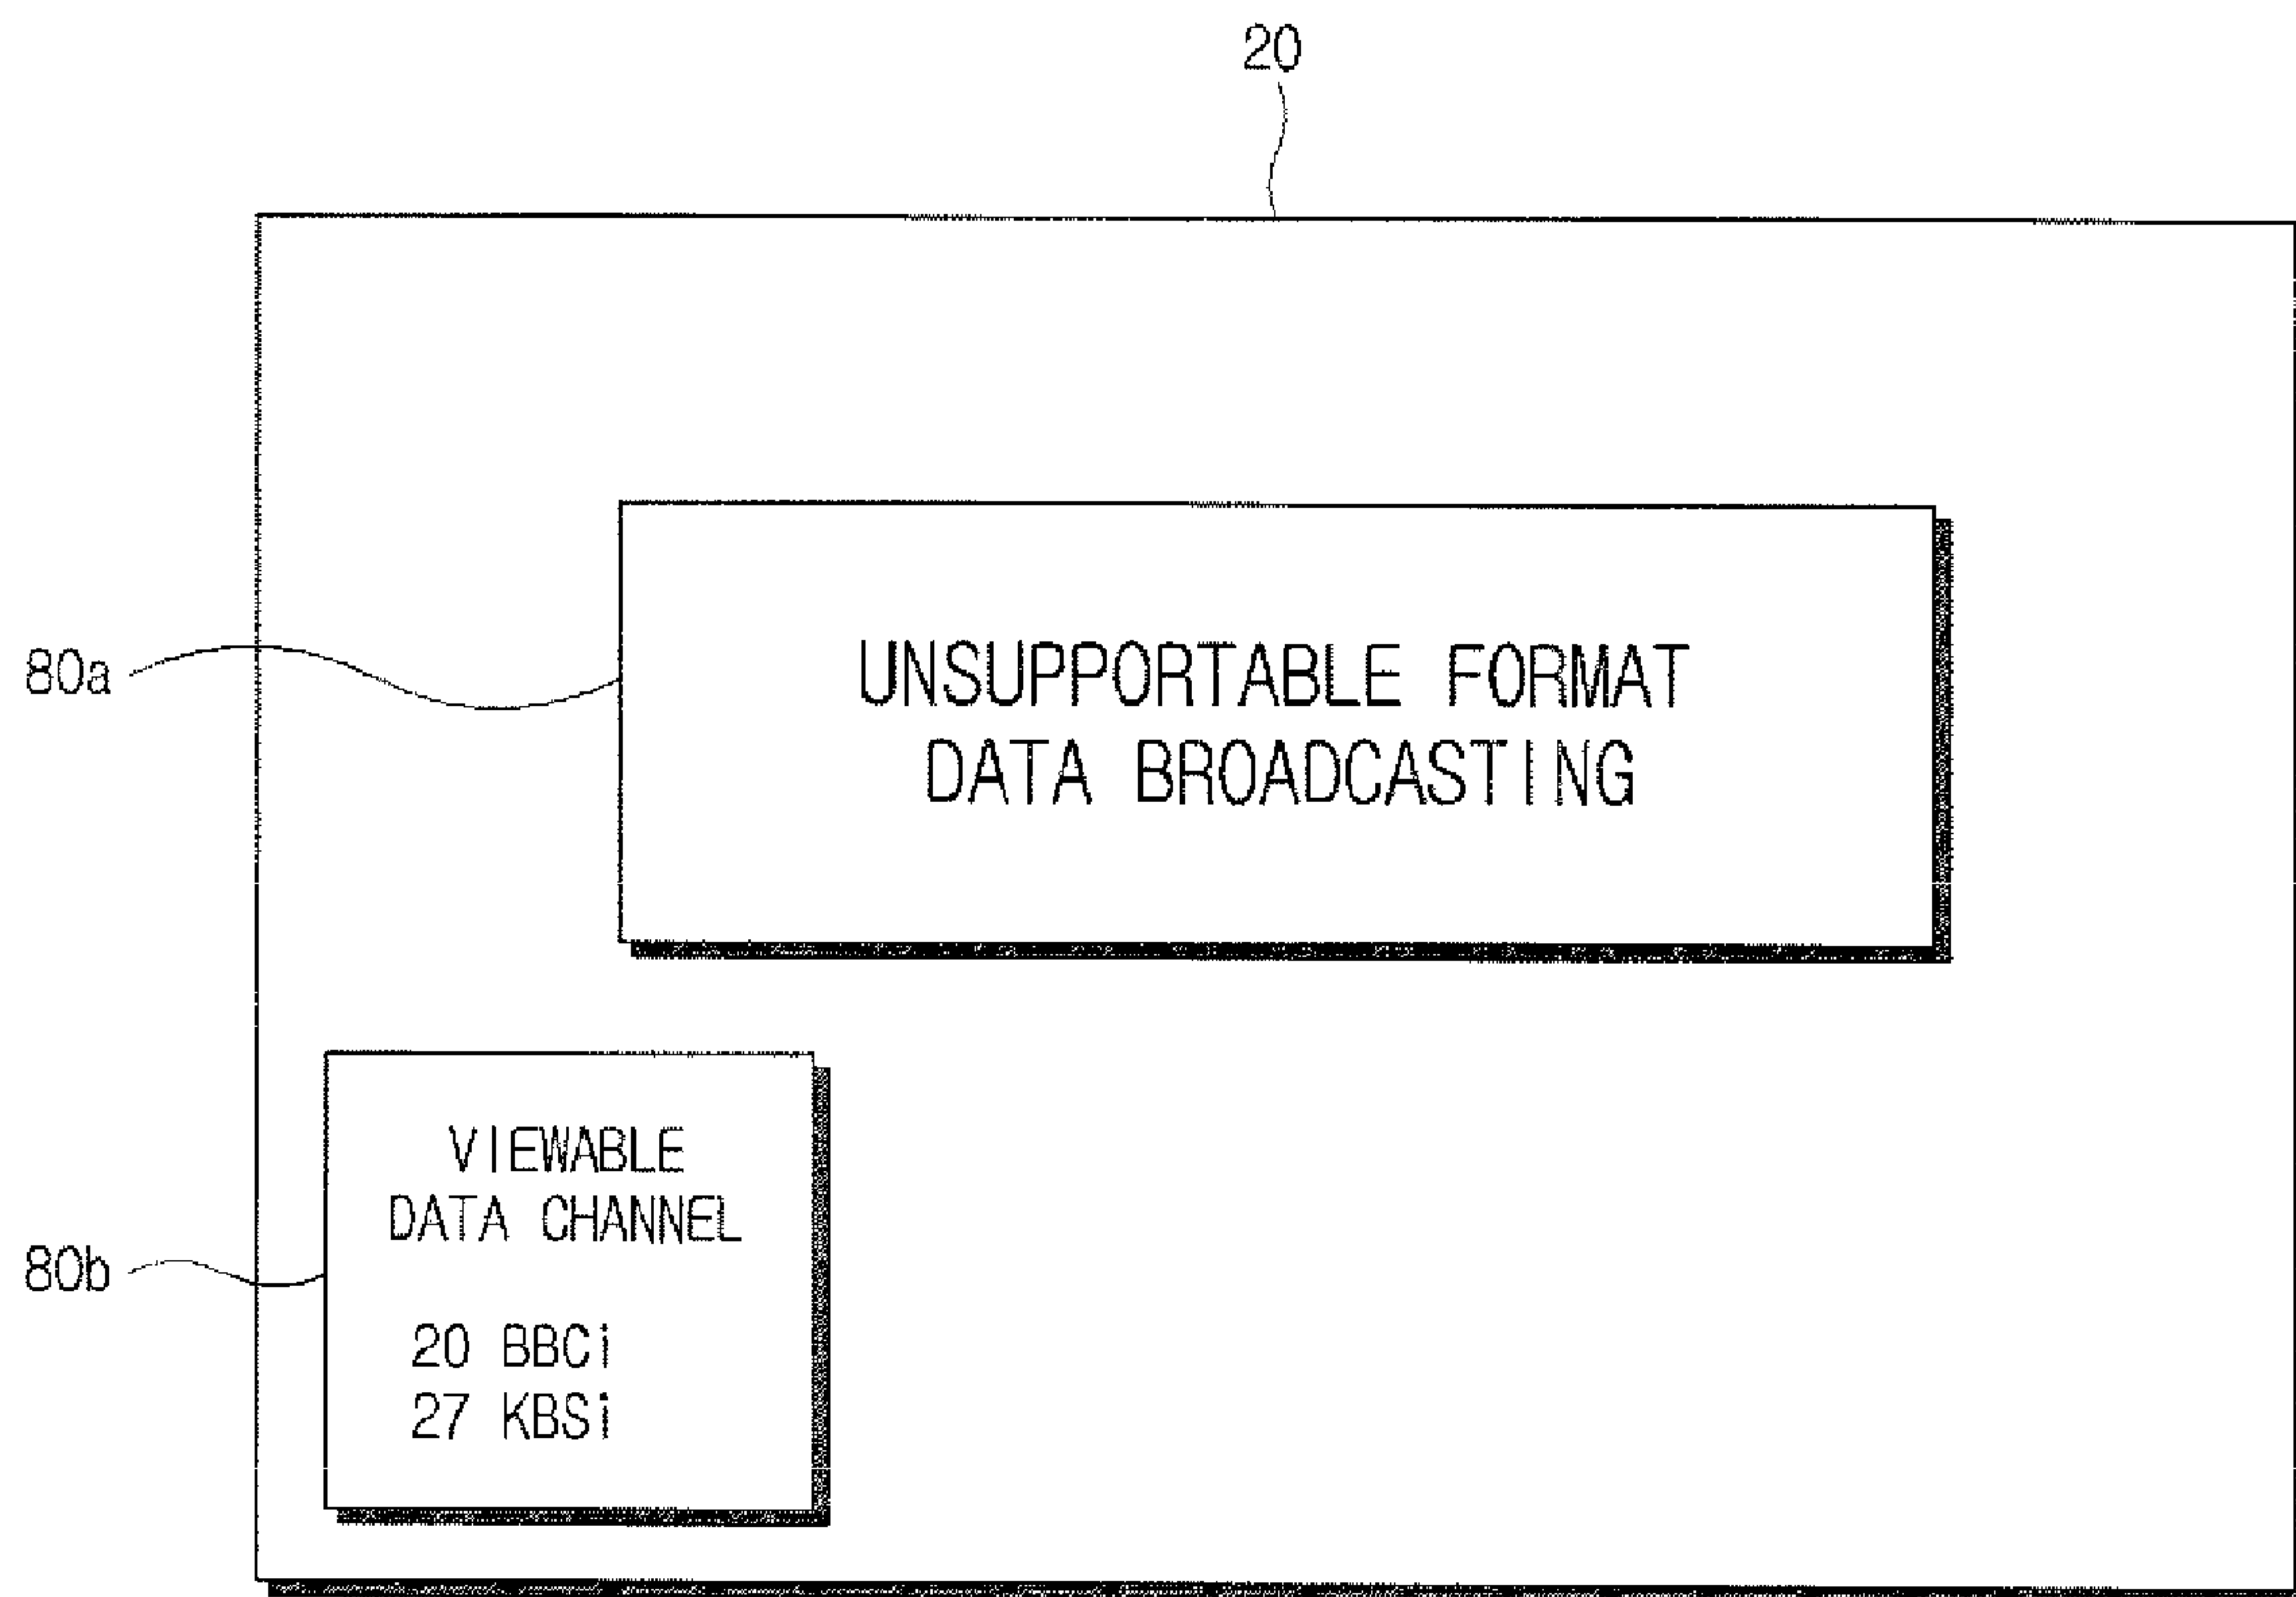 20
80a
UNSUPPORTABLE FORMAT
DATA BROADCASTING
80b
VIEWABLE
DATA CHANNEL
20 BBCi
27 KBSi